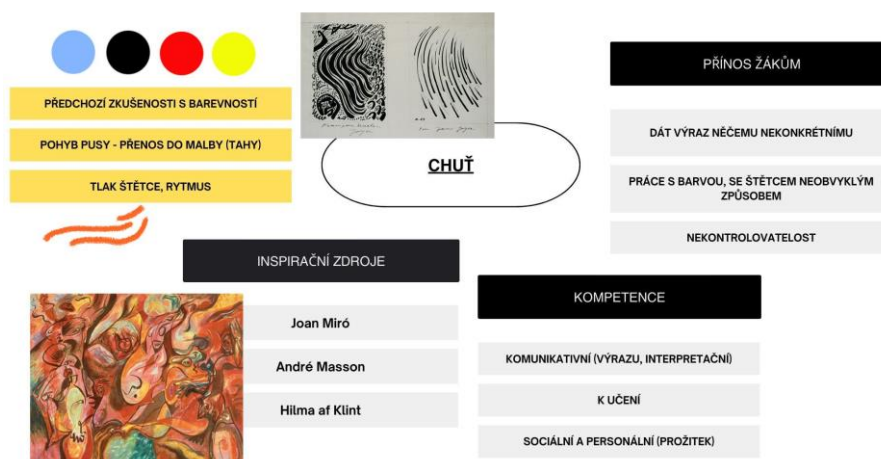 PŘEDCHOZÍ ZKUŠENOSTI S BAREVNOSTÍ
POHYB PUSY - PŘENOS DO MALBY (TAHY)
TLAK ŠTĚTCE, RYTMUS
CHUŤ
PŘÍNOS ŽÁKŮM
DÁT VÝRAZ NĚČEMU NEKONKRÉTNÍMU
PRÁCE S BARVOU, SE ŠTĚTCEM NEOBVYKLÝM
ZPŮSOBEM
NEKONTROLOVATELOST
INSPIRAČNÍ ZDROJE
Joan Miró
André Masson
Hilma af Klint
KOMPETENCE
KOMUNIKATIVNÍ (VÝRAZU, INTERPRETAČNÍ)
K UČENÍ
SOCIÁLNÍ A PERSONÁLNÍ (PROŽITEK)